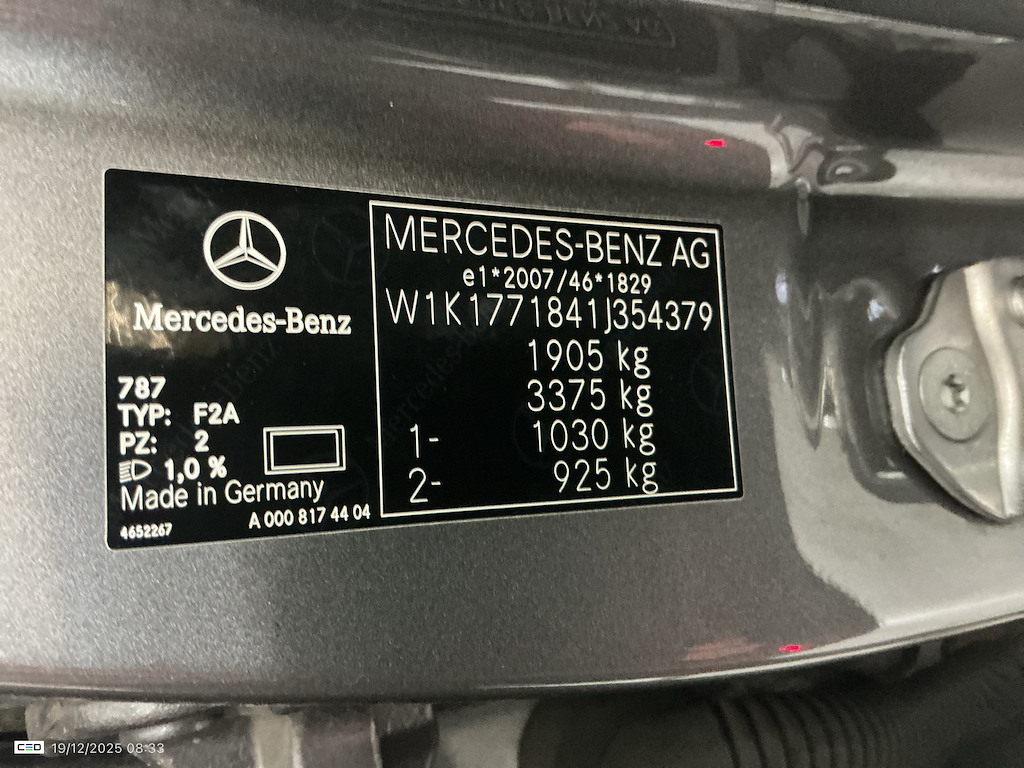 MERCEDES-BENZ AG
e1*2007/46*1829
W1K1771841J354379
1905 kg
3375 kg
1- 1030 kg
2- 925 kg
Mercedes-Benz
787
TYP: F2A
PZ: 2
1,0 %
Made in Germany
4652267 A 000 817 44 04
CEO 19/12/2025 08:33